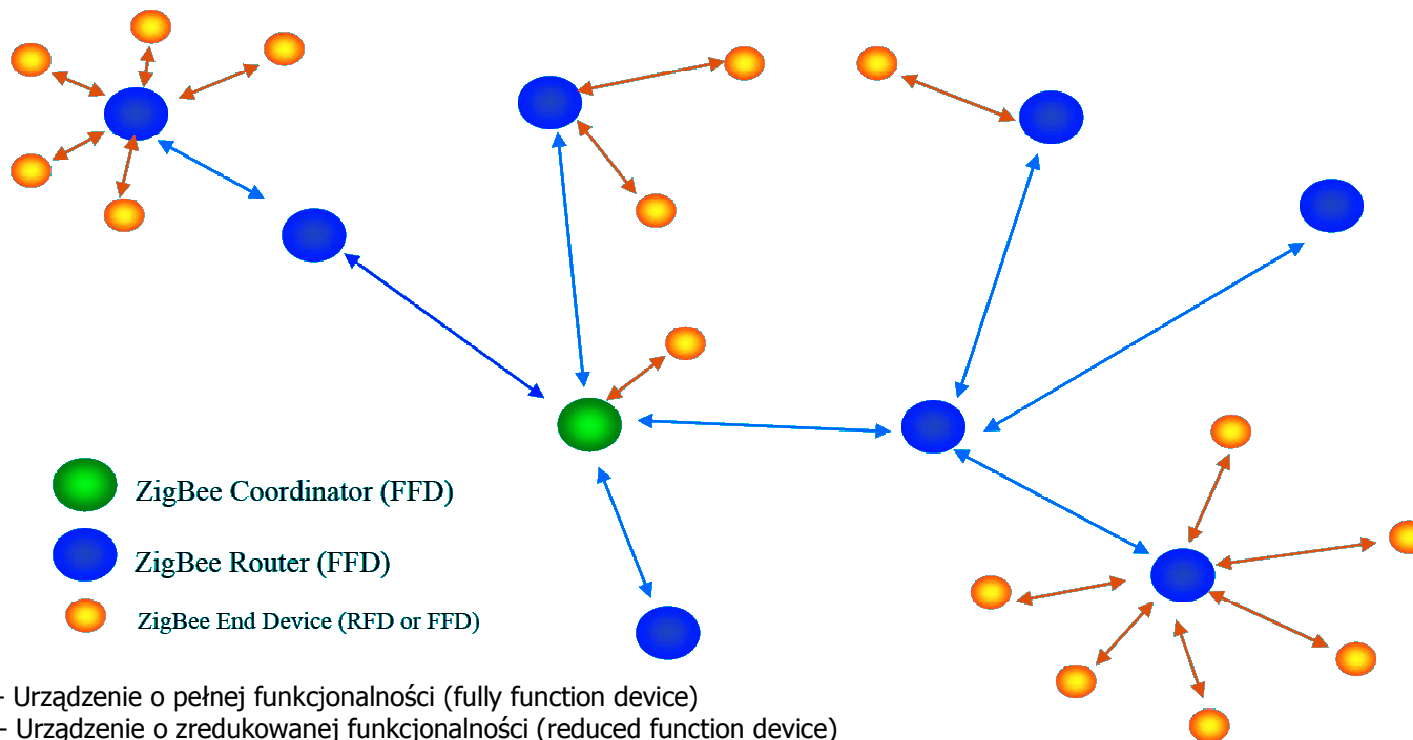 ZigBee Coordinator (FFD)
ZigBee Router (FFD)
ZigBee End Device (RFD or FFD)
- Urządzenie o pełnej funkcjonalności (fully function device)
- Urządzenie o zredukowanej funkcjonalności (reduced function device)